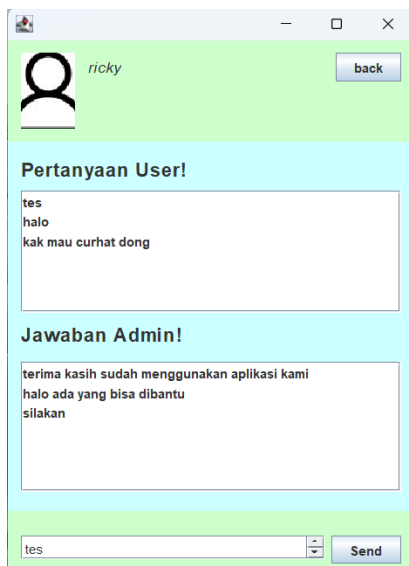 ricky
back
Pertanyaan User!
tes
halo
kak mau curhat dong
Jawaban Admin!
terima kasih sudah menggunakan aplikasi kami
halo ada yang bisa dibantu
silakan
tes
Send